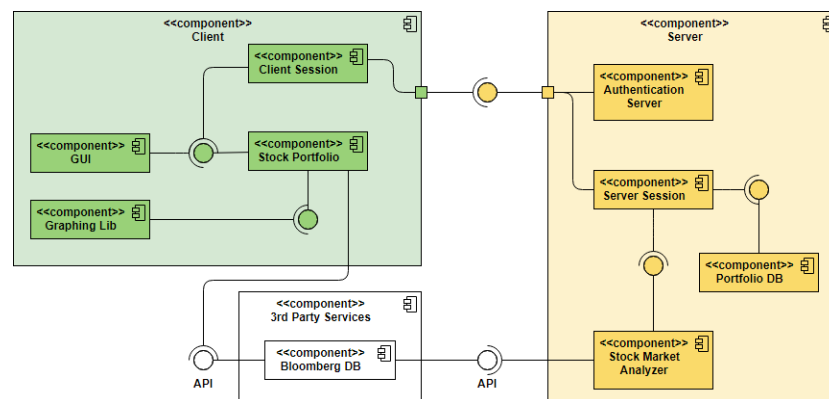 <<component>>
Client
<<component>>
Client Session
<<component>>
GUI
<<component>>
Stock Portfolio
<<component>>
Graphing Lib
<<component>>
Server
<<component>>
Authentication
Server
<<component>>
Server Session
<<component>>
Portfolio DB
<<component>>
3rd Party Services
<<component>>
Bloomberg DB
API
API
<<component>>
Stock Market
Analyzer